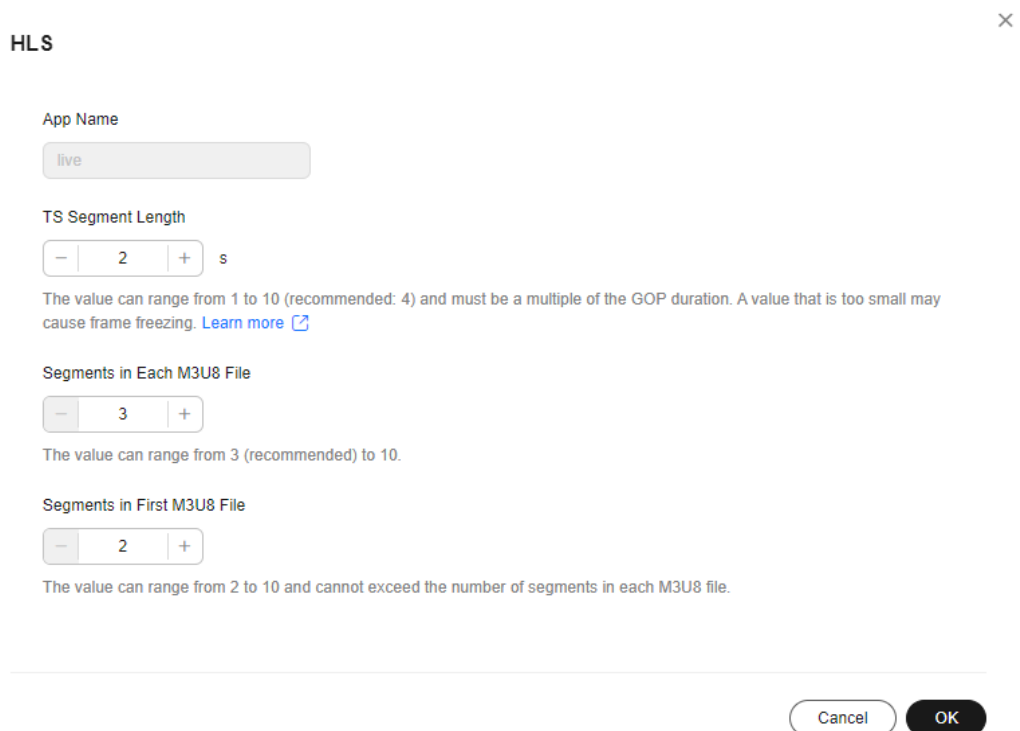 HLS
App Name
live
TS Segment Length
2 s
The value can range from 1 to 10 (recommended: 4) and must be a multiple of the GOP duration. A value that is too small may
cause frame freezing. Learn more
Segments in Each M3U8 File
3
The value can range from 3 (recommended) to 10.
Segments in First M3U8 File
2
The value can range from 2 to 10 and cannot exceed the number of segments in each M3U8 file.
Cancel OK